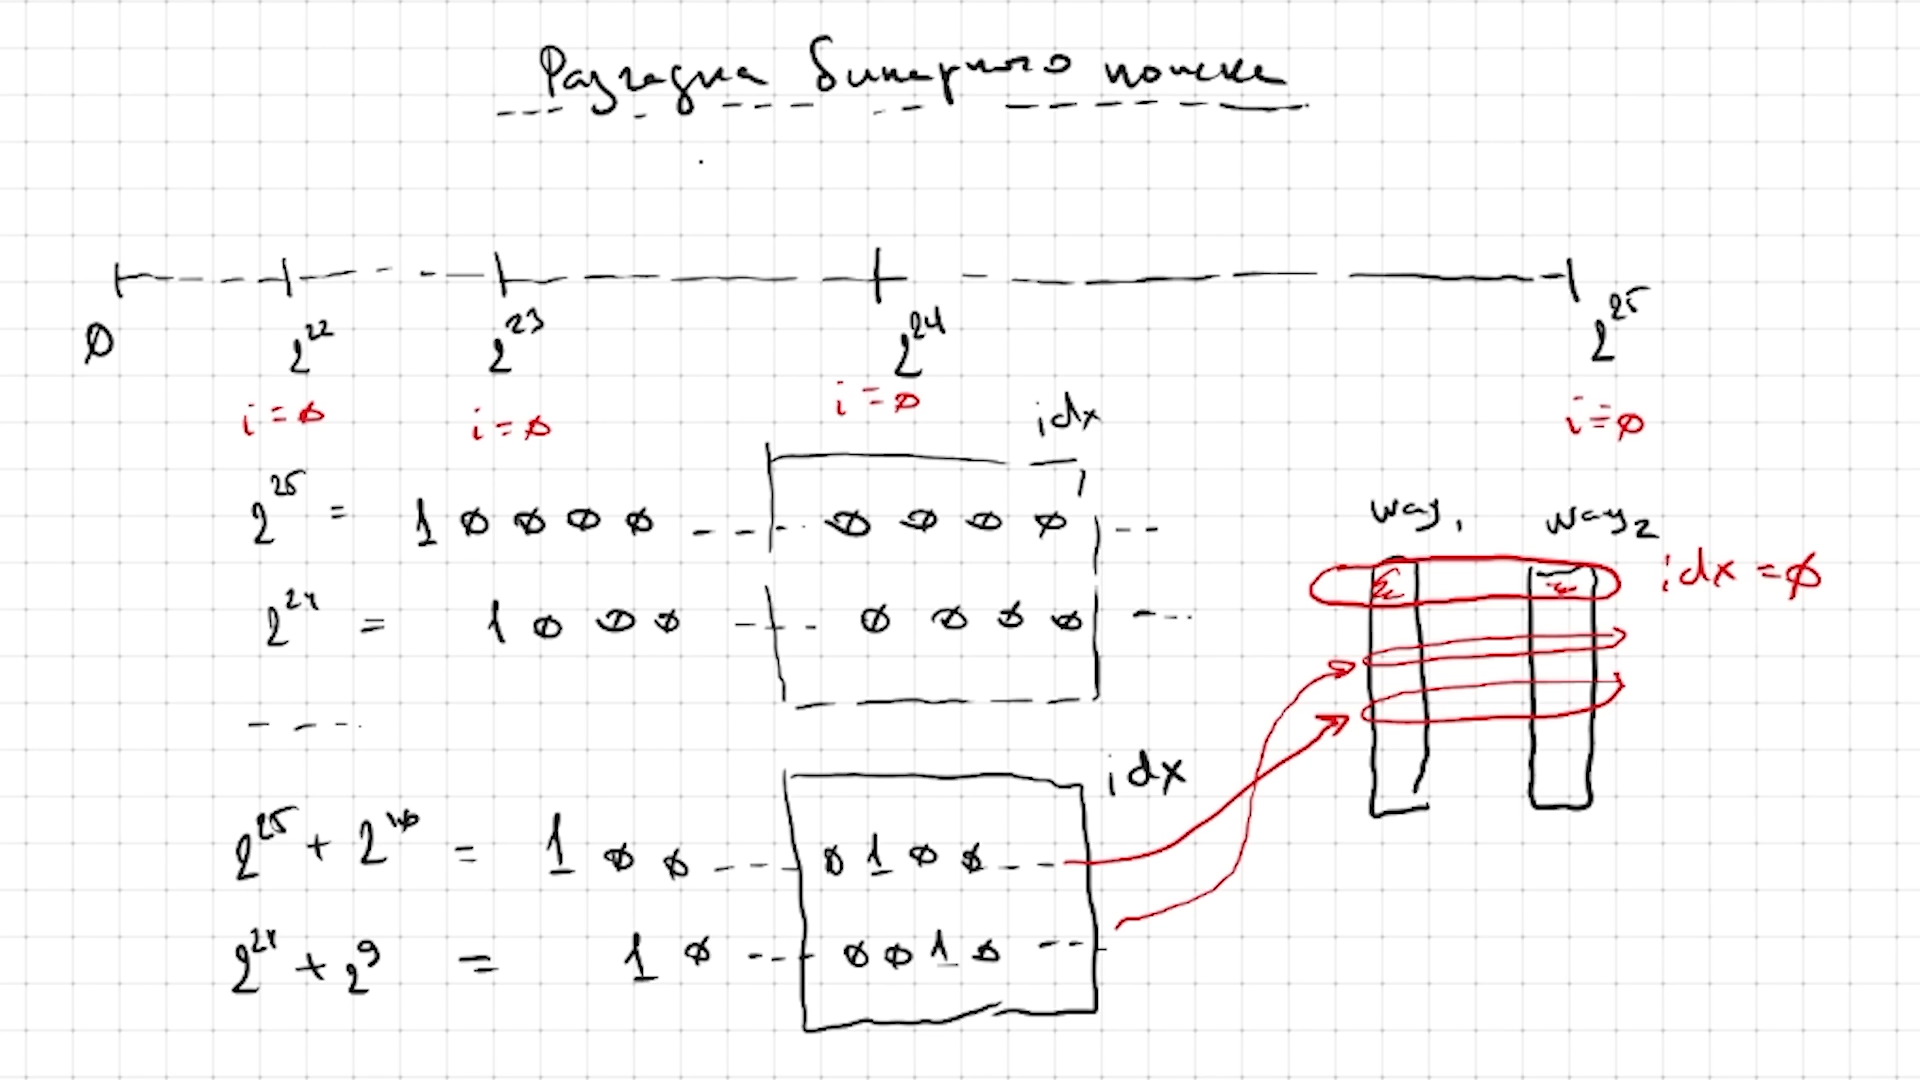 Разгадка бинарного поиска
0 2^22 2^23 2^24 2^25
i=0 i=0 i=0 i=0
idx
2^25 = 1 0 0 0 0 ---- 0 0 0 0 --
2^24 = 1 0 0 0 ---- 0 0 0 0 ---
----
way1 way2
idx = 0
idx
2^25 + 2^10 = 1 0 0 ---- 0 1 0 0 ---
2^24 + 2^9 = 1 0 --- 0 0 1 0 ---